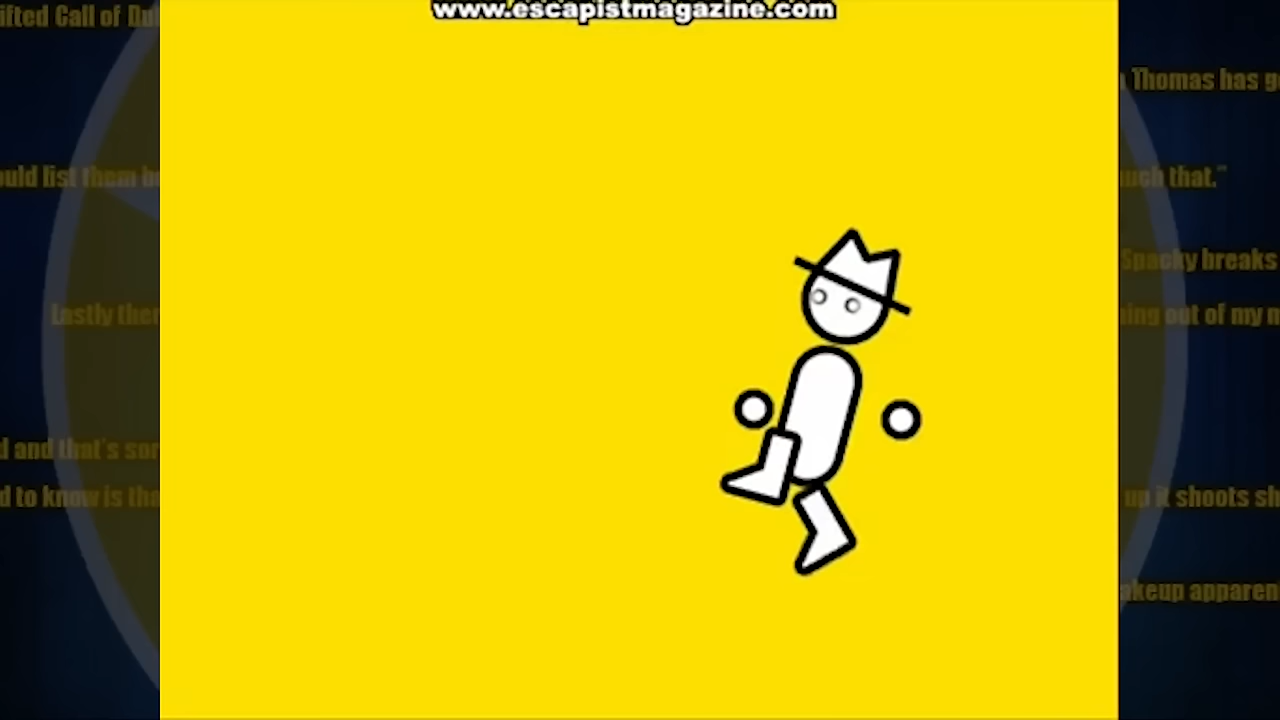 www.escapistmagazine.com
ifted Call of Du
Thomas has g
ould list them b
uch that."
Spacky breaks
Lastly the
ing out of my
d and that's so
d to know is tha
up it shoots sh
akeup apparen